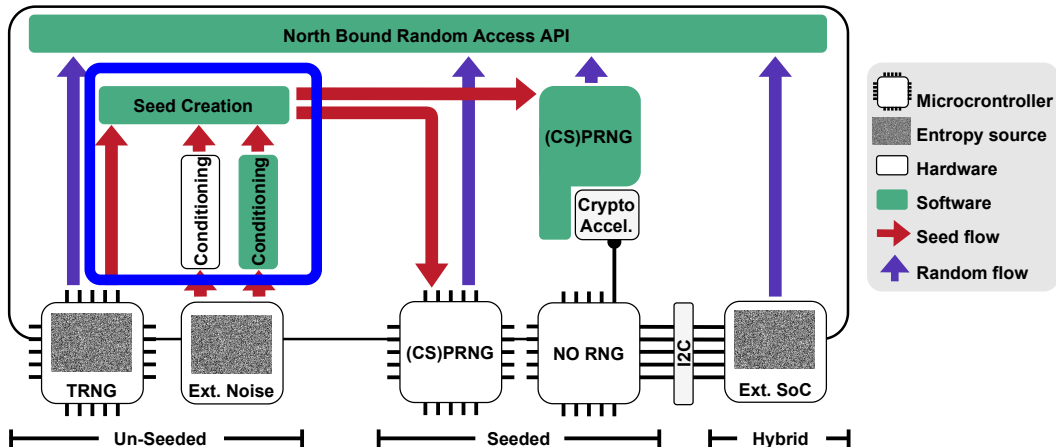 North Bound Random Access API
Seed Creation
(CS)PRNG
Conditioning
Conditioning
Crypto
Accel.
TRNG
Ext. Noise
(CS)PRNG
NO RNG
I2C
Ext. SoC
Un-Seeded
Seeded
Hybrid
Microcrontroller
Entropy source
Hardware
Software
Seed flow
Random flow